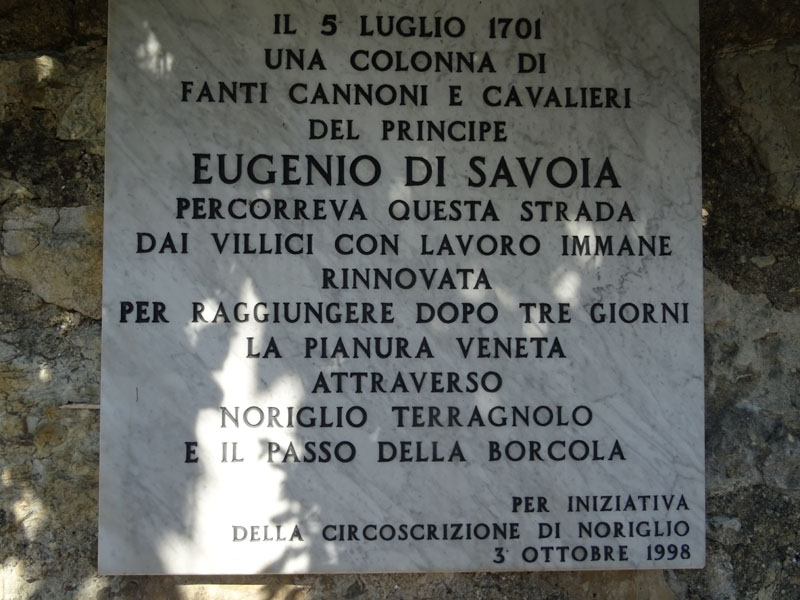 IL 5 LUGLIO 1701
UNA COLONNA DI
FANTI CANNONI E CAVALIERI
DEL PRINCIPE
EUGENIO DI SAVOIA
PERCORREVA QUESTA STRADA
DAI VILLICI CON LAVORO IMMANE
RINNOVATA
PER RAGGIUNGERE DOPO TRE GIORNI
LA PIANURA VENETA
ATTRAVERSO
NORIGLIO TERRAGNOLO
E IL PASSO DELLA BORCOLA
PER INIZIATIVA
DELLA CIRCOSCRIZIONE DI NORIGLIO
3 OTTOBRE 1998